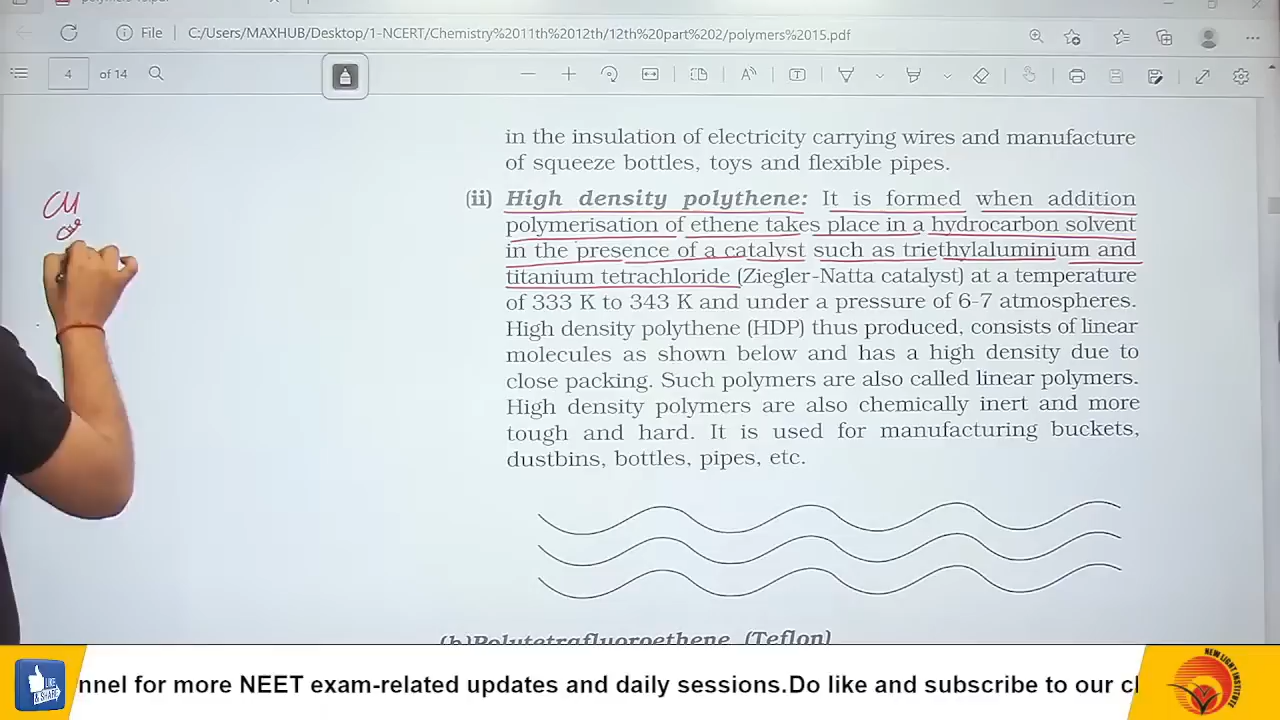 File
C:/Users/MAXHUB/Desktop/1-NCERT/Chemistry%2011th%2012th/12th%20part%202/polymers%2015.pdf
4 of 14
in the insulation of electricity carrying wires and manufacture
of squeeze bottles, toys and flexible pipes.
(ii) High density polythene: It is formed when addition
polymerisation of ethene takes place in a hydrocarbon solvent
in the presence of a catalyst such as triethylaluminium and
titanium tetrachloride (Ziegler-Natta catalyst) at a temperature
of 333 K to 343 K and under a pressure of 6-7 atmospheres.
High density polythene (HDP) thus produced, consists of linear
molecules as shown below and has a high density due to
close packing. Such polymers are also called linear polymers.
High density polymers are also chemically inert and more
tough and hard. It is used for manufacturing buckets,
dustbins, bottles, pipes, etc.
(b)Polytetrafluoroethene (Teflon)
LIKE
& SHARE
nnel for more NEET exam-related updates and daily sessions.Do like and subscribe to our cl
NEW LIGHT INSTITUTE